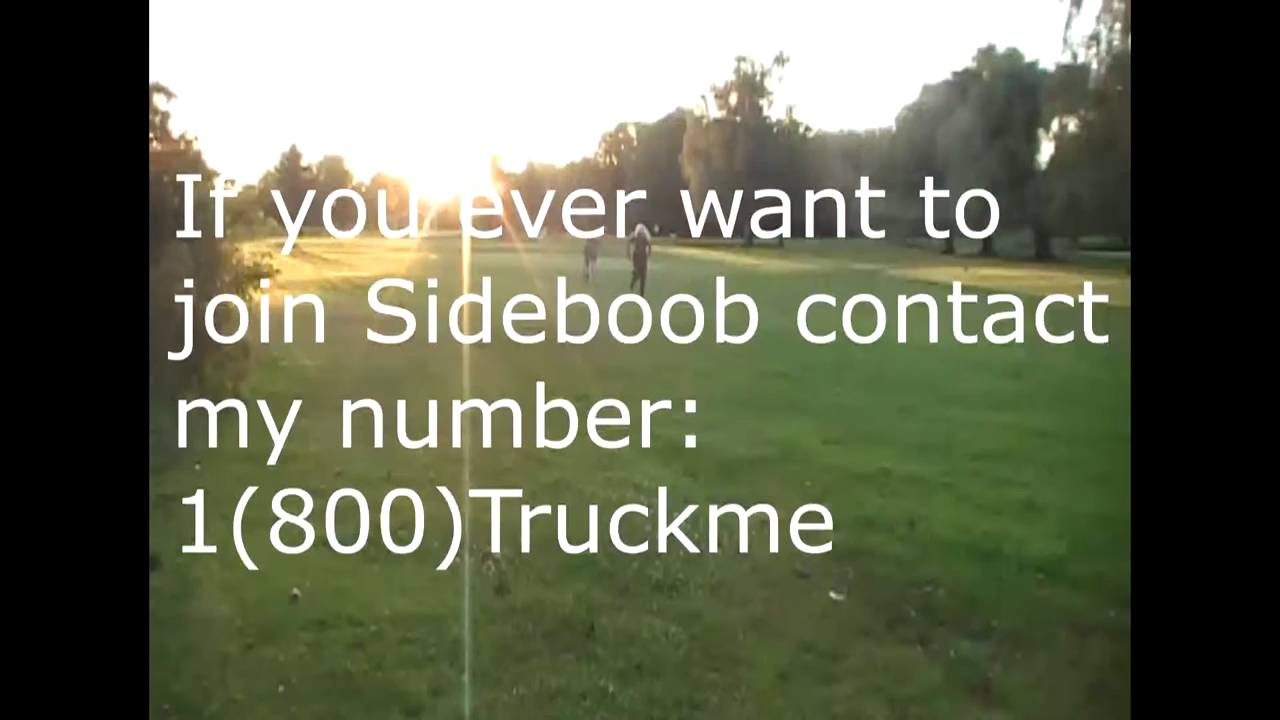 If you ever want to
join Sideboob contact
my number:
1(800)Truckme